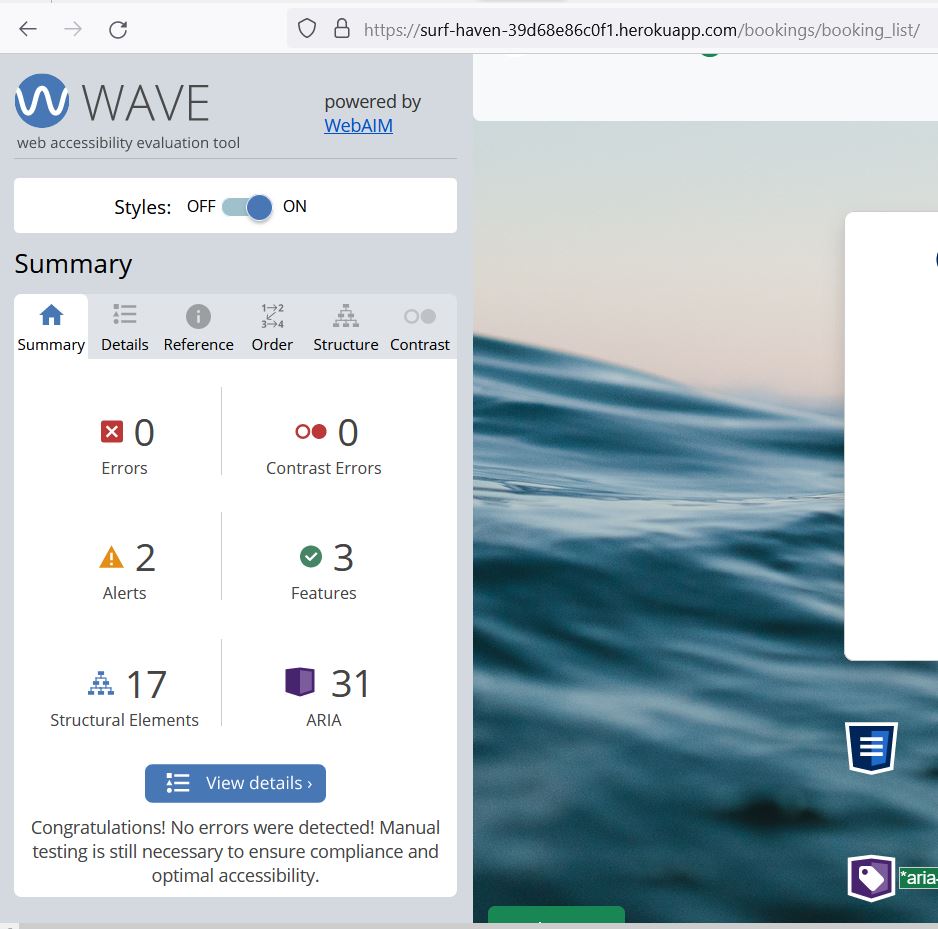 https://surf-haven-39d68e86c0f1.herokuapp.com/bookings/booking_list/
WAVE
web accessibility evaluation tool
powered by
WebAIM
Styles: OFF ON
Summary
Summary Details Reference Order Structure Contrast
0
Errors
0
Contrast Errors
2
Alerts
3
Features
17
Structural Elements
31
ARIA
View details ›
Congratulations! No errors were detected! Manual
testing is still necessary to ensure compliance and
optimal accessibility.
*aria-